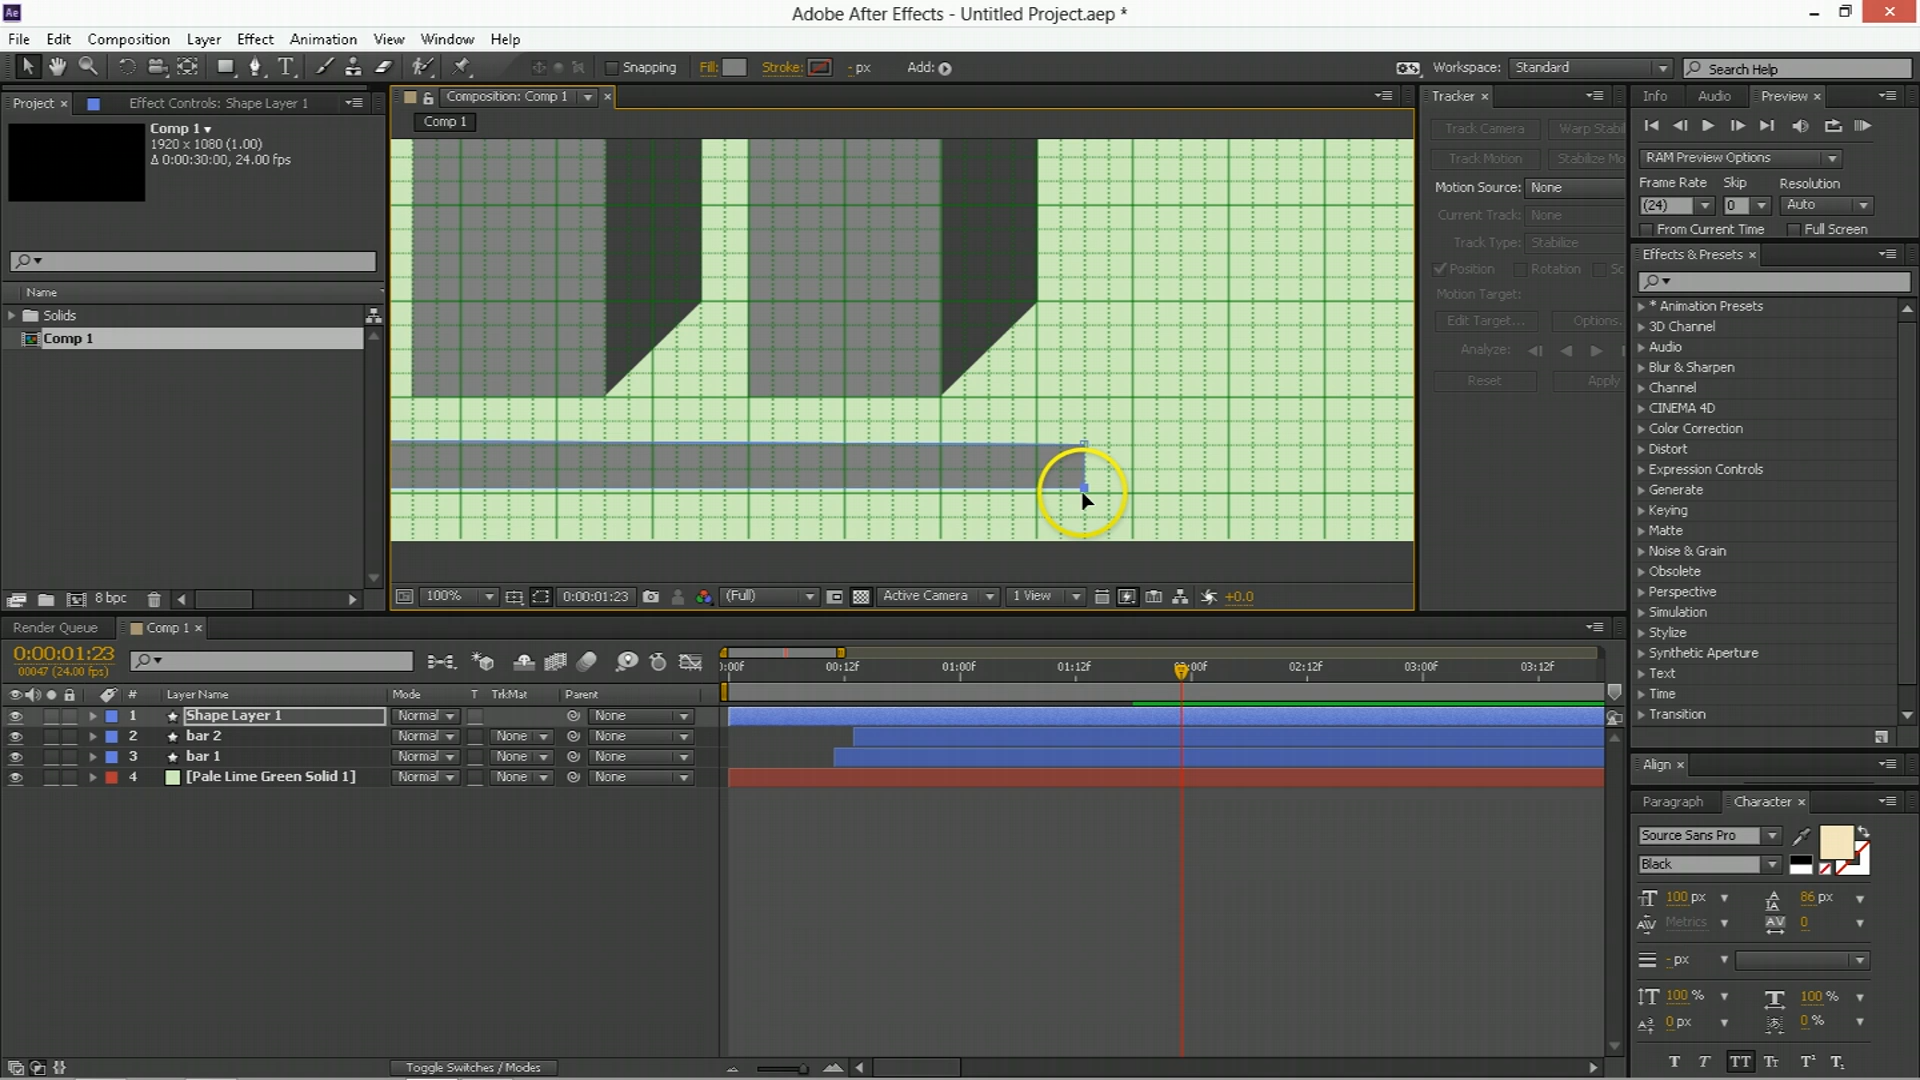 Ae
Adobe After Effects - Untitled Project.aep *
File Edit Composition Layer Effect Animation View Window Help
Snapping Fill: Stroke: - px Add: Workspace: Standard Search Help
Project × Effect Controls: Shape Layer 1
Composition: Comp 1 ×
Tracker ×
Info Audio Preview ×
Comp 1
1920 x 1080 (1.00)
Δ 0:00:30:00, 24.00 fps
Comp 1
Track Camera Warp Stabil
Track Motion Stabilize Mo
Motion Source: None
Current Track: None
Track Type: Stabilize
Position Rotation Sc
Motion Target:
Edit Target... Options.
Analyze:
Reset Apply
RAM Preview Options
Frame Rate Skip Resolution
(24) 0 Auto
From Current Time Full Screen
Effects & Presets ×
* Animation Presets
3D Channel
Audio
Blur & Sharpen
Channel
CINEMA 4D
Color Correction
Distort
Expression Controls
Generate
Keying
Matte
Noise & Grain
Obsolete
Perspective
Simulation
Stylize
Synthetic Aperture
Text
Time
Transition
Name
Solids
Comp 1
8 bpc
100% 0:00:01:23 (Full) Active Camera 1 View +0.0
Render Queue Comp 1 ×
0:00:01:23
00047 (24.00 fps)
):00f 00:12f 01:00f 01:12f :00f 02:12f 03:00f 03:12f
# Layer Name Mode T TrkMat Parent
1 Shape Layer 1 Normal None
2 bar 2 Normal None None
3 bar 1 Normal None None
4 [Pale Lime Green Solid 1] Normal None None
Toggle Switches / Modes
Align ×
Paragraph Character ×
Source Sans Pro
Black
100 px 86 px
Metrics 0
- px
100 % 100 %
0 px 0 %
T T TT Tt T¹ T₁